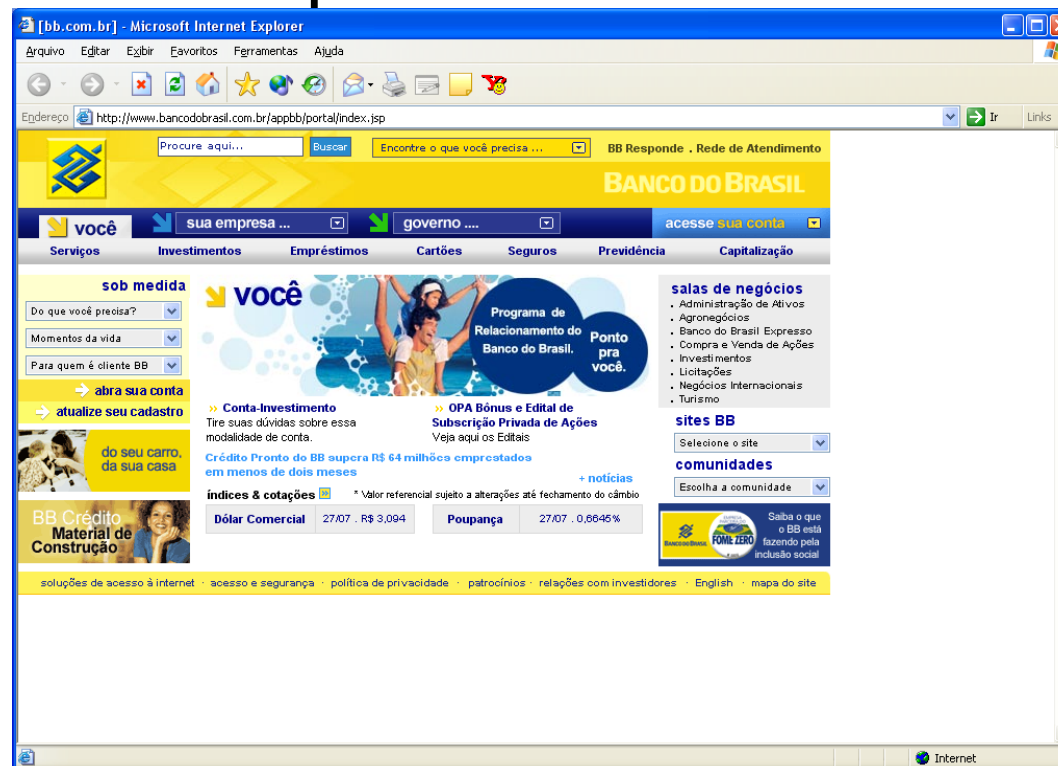 [bb.com.br] - Microsoft Internet Explorer
Arquivo Editar Exibir Favoritos Ferramentas Ajuda
Endereço http://www.bancodobrasil.com.br/appbb/portal/index.jsp Ir Links
Procure aqui... Buscar Encontre o que você precisa ... BB Responde . Rede de Atendimento
BANCO DO BRASIL
você sua empresa ... governo .... acesse sua conta
Serviços Investimentos Empréstimos Cartões Seguros Previdência Capitalização
sob medida
Do que você precisa?
Momentos da vida
Para quem é cliente BB
abra sua conta
atualize seu cadastro
do seu carro,
da sua casa
BB Crédito
Material de
Construção
você
Programa de
Relacionamento do
Banco do Brasil.
Ponto
pra
você.
» Conta-Investimento
Tire suas dúvidas sobre essa
modalidade de conta.
» OPA Bônus e Edital de
Subscrição Privada de Ações
Veja aqui os Editais
Crédito Pronto do BB supera R$ 64 milhões emprestados
em menos de dois meses
+ notícias
índices & cotações » * Valor referencial sujeito a alterações até fechamento do câmbio
Dólar Comercial 27/07 . R$ 3,094 Poupança 27/07 . 0,6645%
salas de negócios
. Administração de Ativos
. Agronegócios
. Banco do Brasil Expresso
. Compra e Venda de Ações
. Investimentos
. Licitações
. Negócios Internacionais
. Turismo
sites BB
Selecione o site
comunidades
Escolha a comunidade
BANCO DO BRASIL
FOME ZERO
Saiba o que
o BB está
fazendo pela
inclusão social
soluções de acesso à internet · acesso e segurança · política de privacidade · patrocínios · relações com investidores · English · mapa do site
Internet